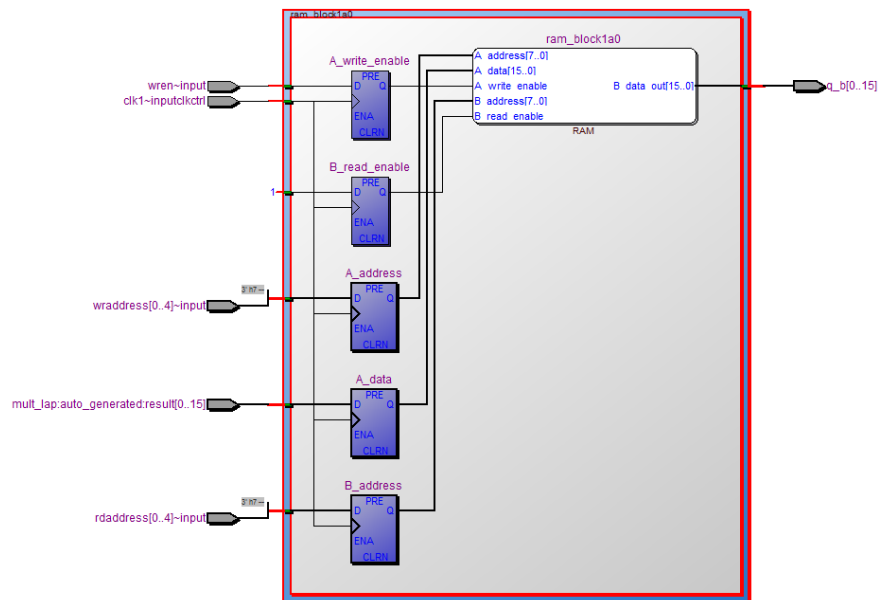 ram_block1a0
ram_block1a0
A_write_enable
PRE
D Q
ENA
CLRN
wren~input
clk1~inputclkctrl
A address[7..0]
A data[15..0]
A write enable
B address[7..0]
B read enable
B data out[15..0]
RAM
q_b[0..15]
B_read_enable
PRE
D Q
ENA
CLRN
1
A_address
PRE
D Q
ENA
CLRN
3' h7
wraddress[0..4]~input
A_data
PRE
D Q
ENA
CLRN
mult_lap:auto_generated:result[0..15]
B_address
PRE
D Q
ENA
CLRN
3' h7
rdaddress[0..4]~input